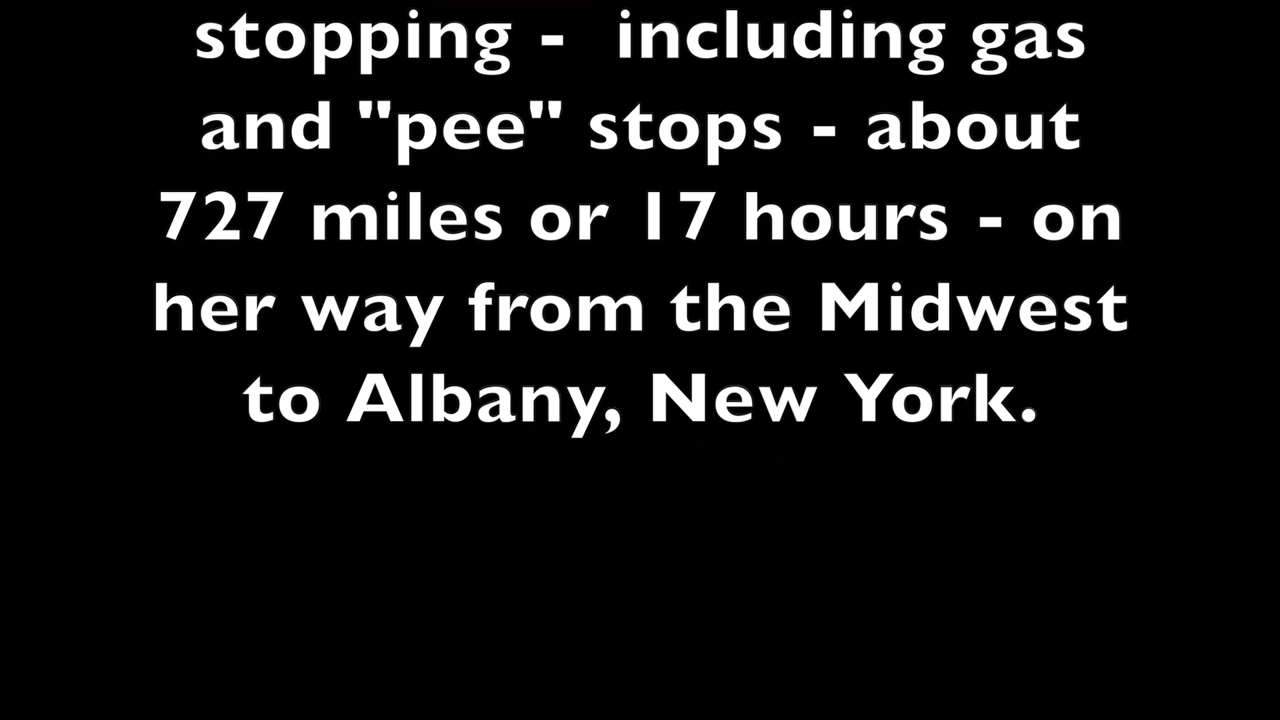 stopping -  including gas
and "pee" stops - about
727 miles or 17 hours - on
her way from the Midwest
to Albany, New York.